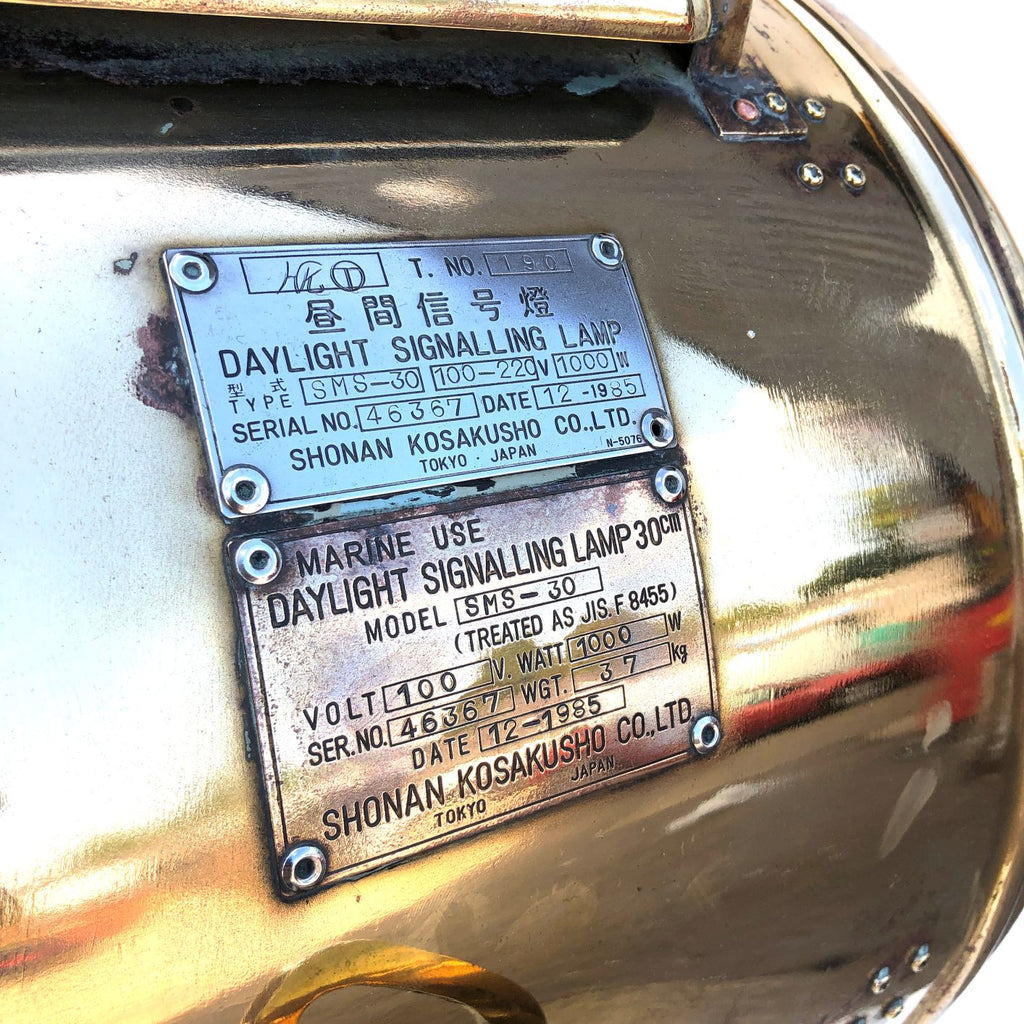 HK T T. NO. 190
昼間信号燈
DAYLIGHT SIGNALLING LAMP
型式 TYPE SMS-30 100-220V 1000W
SERIAL NO. 46367 DATE 12-1985
SHONAN KOSAKUSHO CO.,LTD.
TOKYO · JAPAN N-5076
MARINE USE
DAYLIGHT SIGNALLING LAMP 30cm
MODEL SMS-30
(TREATED AS JIS. F 8455)
VOLT 100 V. WATT 1000 W
SER. NO. 46367 WGT. 37 kg
DATE 12-1985
SHONAN KOSAKUSHO CO.,LTD
TOKYO JAPAN